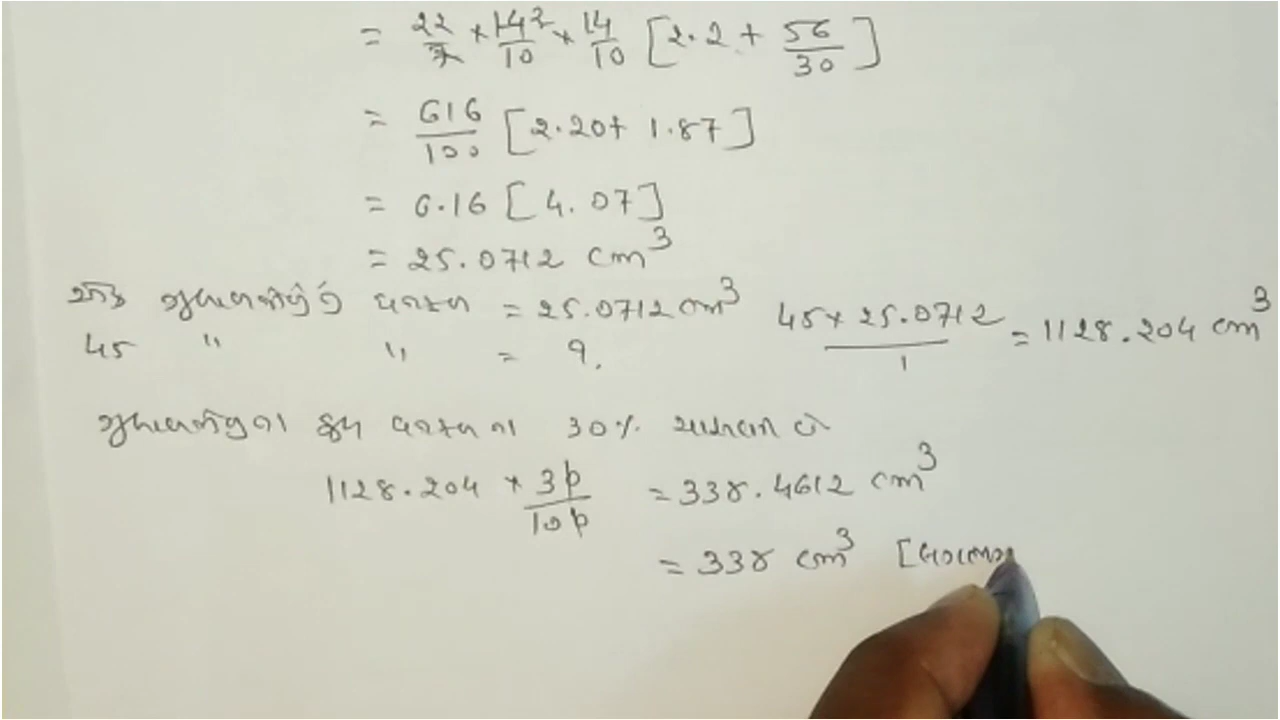 = 22/7 × 14²/10 × 14/10 [2.2 + 56/30]
= 616/100 [2.20+ 1.87]
= 6.16 [4.07]
= 25.0712 cm³
એક ગુલાબજાંબુનું ઘનફળ = 25.0712 cm³ 45 × 25.0712/1 = 1128.204 cm³
45 " " = ?
ગુલાબજાંબુના કુલ ઘનફળના 30% ચાસણી છે
1128.204 × 30/100 = 338.4612 cm³
= 338 cm³ [